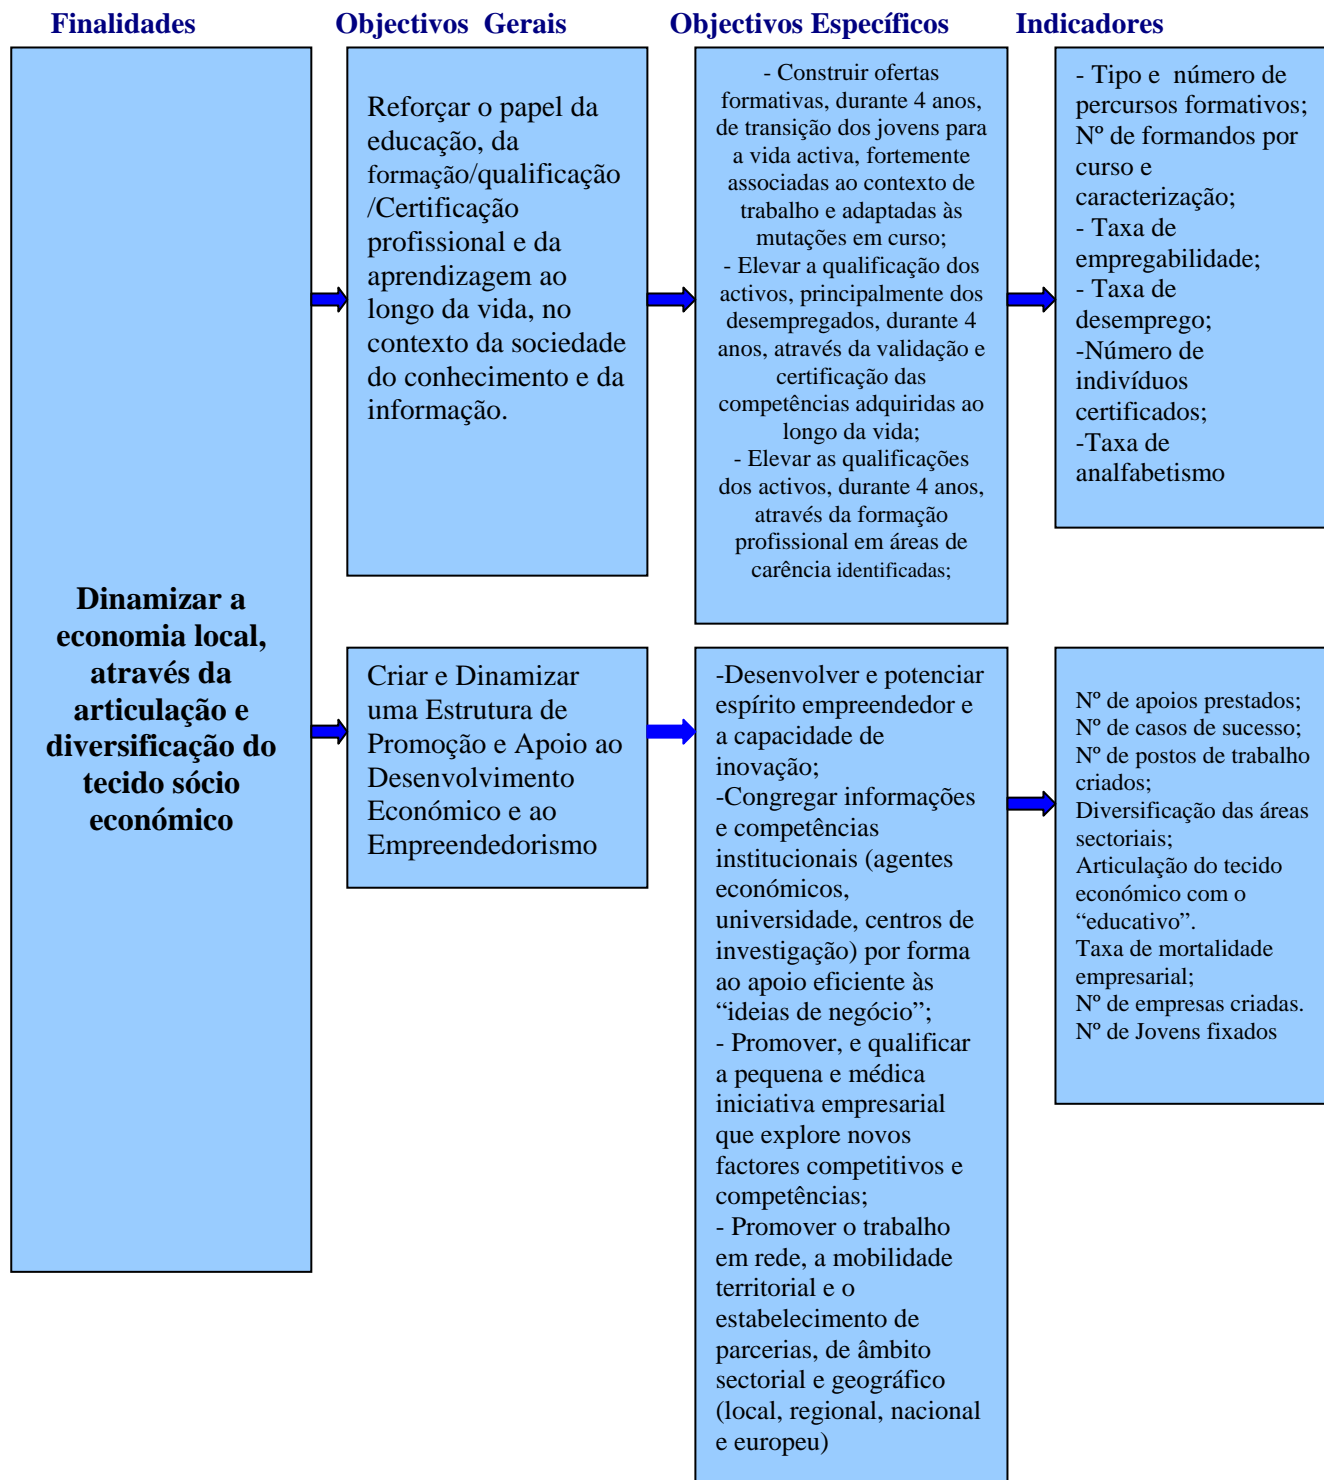 Finalidades
Objectivos Gerais
Objectivos Específicos
Indicadores
Dinamizar a
economia local,
através da
articulação e
diversificação do
tecido sócio
económico
Reforçar o papel da
educação, da
formação/qualificação
/Certificação
profissional e da
aprendizagem ao
longo da vida, no
contexto da sociedade
do conhecimento e da
informação.
- Construir ofertas
formativas, durante 4 anos,
de transição dos jovens para
a vida activa, fortemente
associadas ao contexto de
trabalho e adaptadas às
mutações em curso;
- Elevar a qualificação dos
activos, principalmente dos
desempregados, durante 4
anos, através da validação e
certificação das
competências adquiridas ao
longo da vida;
- Elevar as qualificações
dos activos, durante 4 anos,
através da formação
profissional em áreas de
carência identificadas;
- Tipo e número de
percursos formativos;
Nº de formandos por
curso e
caracterização;
- Taxa de
empregabilidade;
- Taxa de
desemprego;
-Número de
indivíduos
certificados;
-Taxa de
analfabetismo
Criar e Dinamizar
uma Estrutura de
Promoção e Apoio ao
Desenvolvimento
Económico e ao
Empreendedorismo
-Desenvolver e potenciar
espírito empreendedor e
a capacidade de
inovação;
-Congregar informações
e competências
institucionais (agentes
económicos,
universidade, centros de
investigação) por forma
ao apoio eficiente às
“ideias de negócio”;
- Promover, e qualificar
a pequena e médica
iniciativa empresarial
que explore novos
factores competitivos e
competências;
- Promover o trabalho
em rede, a mobilidade
territorial e o
estabelecimento de
parcerias, de âmbito
sectorial e geográfico
(local, regional, nacional
e europeu)
Nº de apoios prestados;
Nº de casos de sucesso;
Nº de postos de trabalho
criados;
Diversificação das áreas
sectoriais;
Articulação do tecido
económico com o
“educativo”.
Taxa de mortalidade
empresarial;
Nº de empresas criadas.
Nº de Jovens fixados